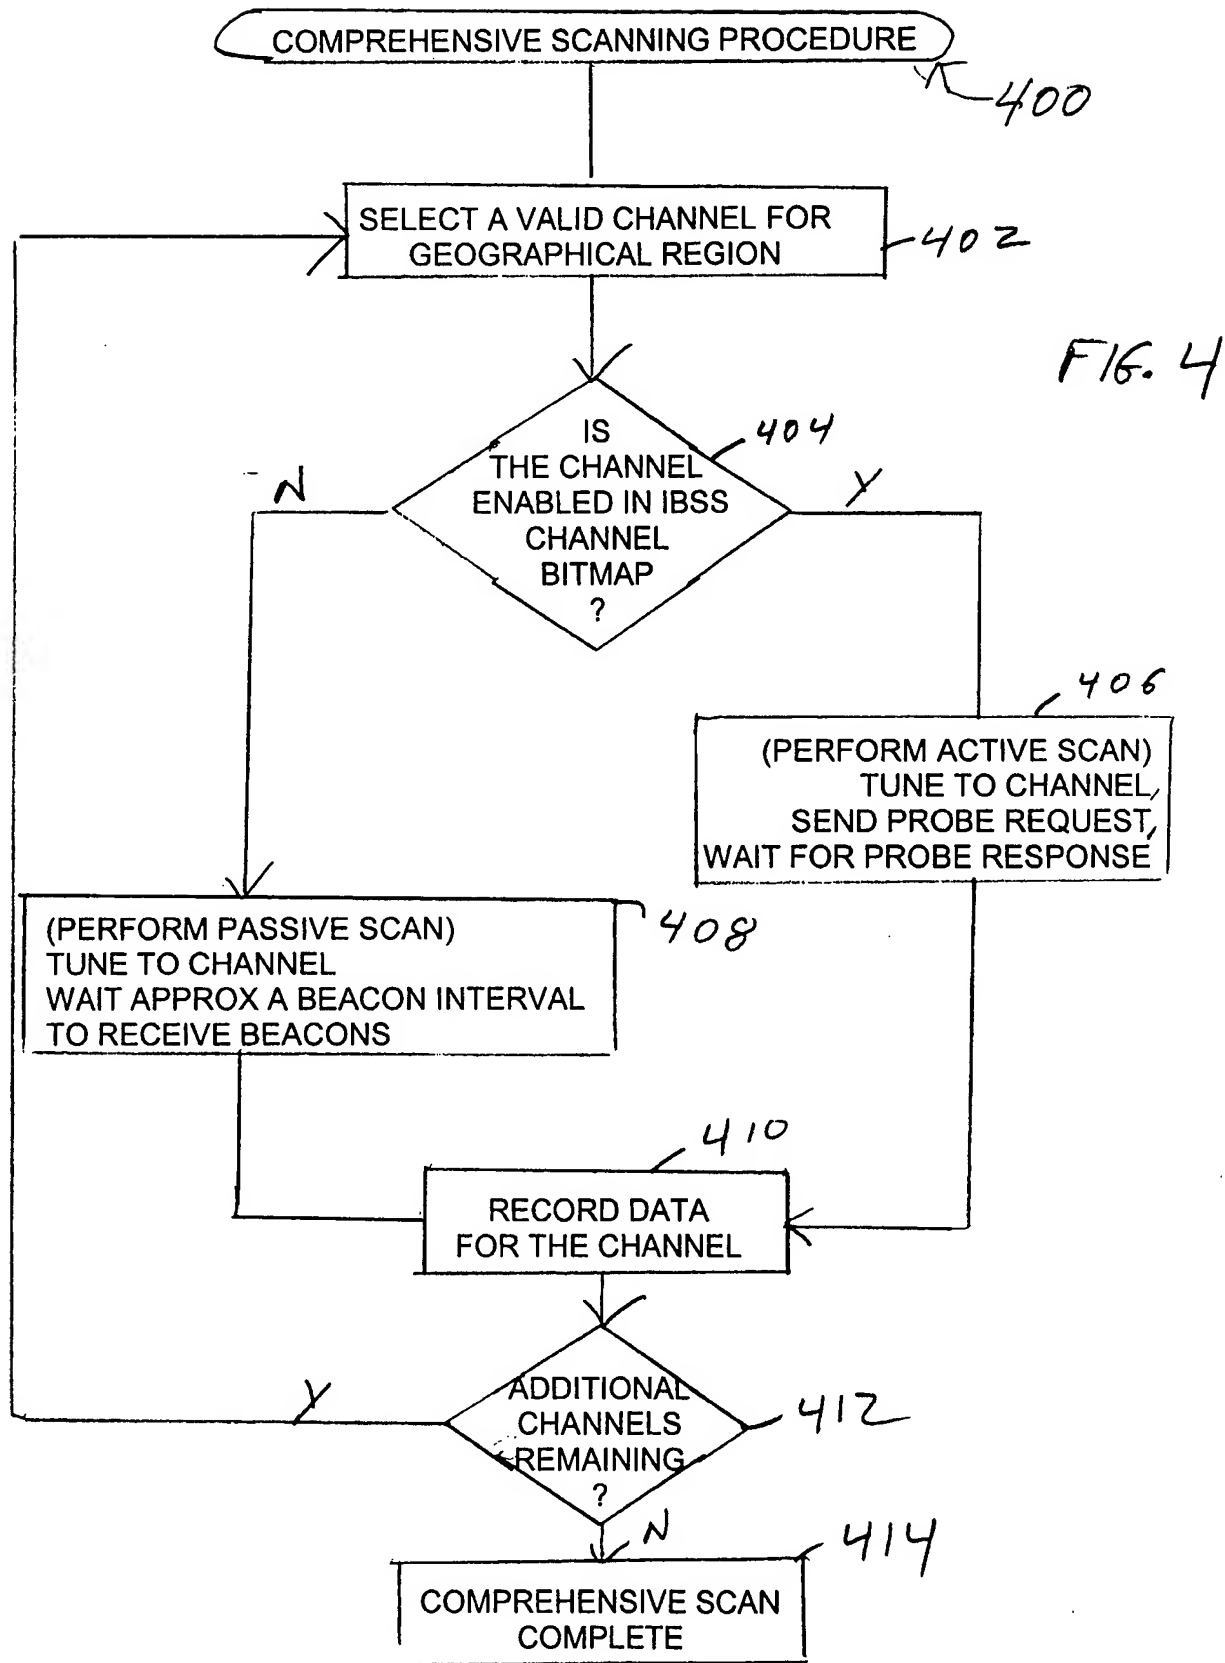 COMPREHENSIVE SCANNING PROCEDURE
400
SELECT A VALID CHANNEL FOR
GEOGRAPHICAL REGION
402
FIG. 4
404
IS
THE CHANNEL
ENABLED IN IBSS
CHANNEL
BITMAP
?
N
Y
406
(PERFORM ACTIVE SCAN)
TUNE TO CHANNEL,
SEND PROBE REQUEST,
WAIT FOR PROBE RESPONSE
408
(PERFORM PASSIVE SCAN)
TUNE TO CHANNEL
WAIT APPROX A BEACON INTERVAL
TO RECEIVE BEACONS
410
RECORD DATA
FOR THE CHANNEL
Y
ADDITIONAL
CHANNELS
REMAINING
?
412
N
414
COMPREHENSIVE SCAN
COMPLETE